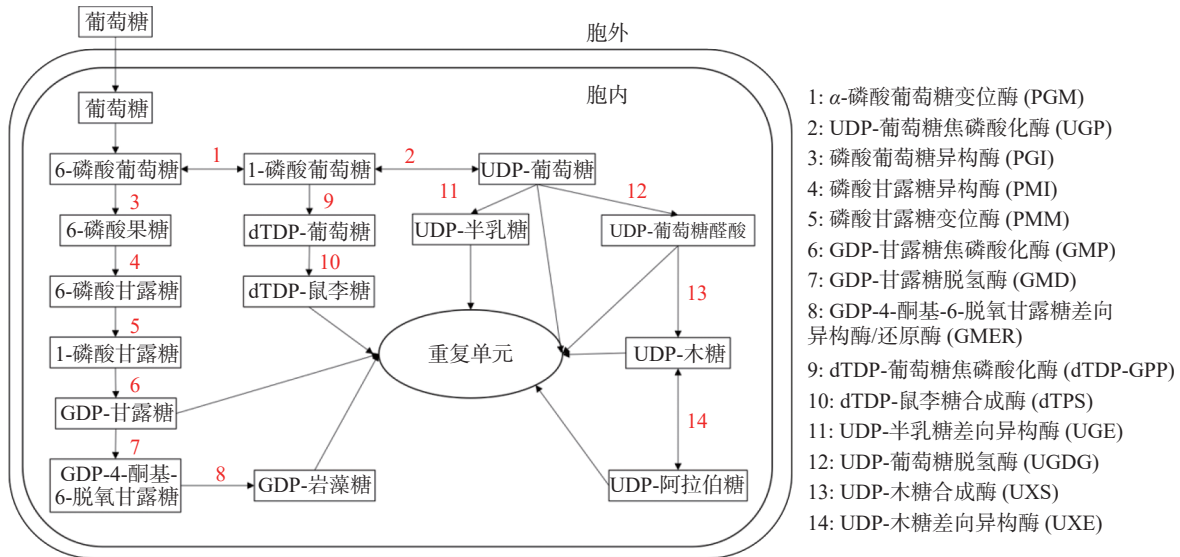 葡萄糖
胞外
胞内
葡萄糖
6-磷酸葡萄糖
1
1-磷酸葡萄糖
2
UDP-葡萄糖
3
9
11
12
6-磷酸果糖
dTDP-葡萄糖
UDP-半乳糖
UDP-葡萄糖醛酸
4
10
6-磷酸甘露糖
dTDP-鼠李糖
13
5
1-磷酸甘露糖
重复单元
UDP-木糖
6
GDP-甘露糖
14
7
GDP-4-酮基-
6-脱氧甘露糖
8
GDP-岩藻糖
UDP-阿拉伯糖
1: α-磷酸葡萄糖变位酶 (PGM)
2: UDP-葡萄糖焦磷酸化酶 (UGP)
3: 磷酸葡萄糖异构酶 (PGI)
4: 磷酸甘露糖异构酶 (PMI)
5: 磷酸甘露糖变位酶 (PMM)
6: GDP-甘露糖焦磷酸化酶 (GMP)
7: GDP-甘露糖脱氢酶 (GMD)
8: GDP-4-酮基-6-脱氧甘露糖差向
异构酶/还原酶 (GMER)
9: dTDP-葡萄糖焦磷酸化酶 (dTDP-GPP)
10: dTDP-鼠李糖合成酶 (dTPS)
11: UDP-半乳糖差向异构酶 (UGE)
12: UDP-葡萄糖脱氢酶 (UGDG)
13: UDP-木糖合成酶 (UXS)
14: UDP-木糖差向异构酶 (UXE)